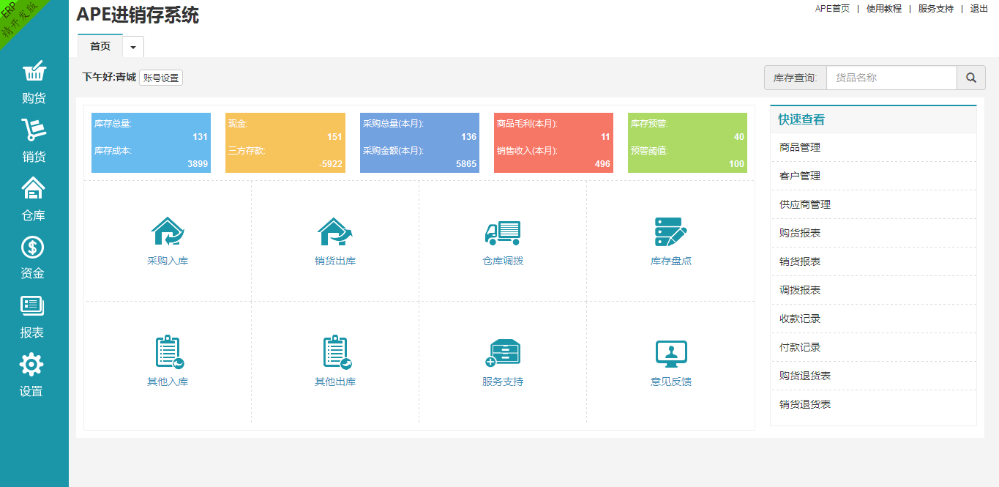 ERP
精开发版
APE进销存系统
APE首页 | 使用教程 | 服务支持 | 退出
首页
下午好:青城 账号设置
库存查询: 货品名称
购货
销货
仓库
资金
报表
设置
库存总量:
131
库存成本:
3899
现金:
151
三方存款:
-5922
采购总量(本月):
136
采购金额(本月):
5865
商品毛利(本月):
11
销售收入(本月):
496
库存预警:
40
预警阈值:
100
采购入库
销货出库
仓库调拨
库存盘点
其他入库
其他出库
服务支持
意见反馈
快速查看
商品管理
客户管理
供应商管理
购货报表
销货报表
调拨报表
收款记录
付款记录
购货退货表
销货退货表